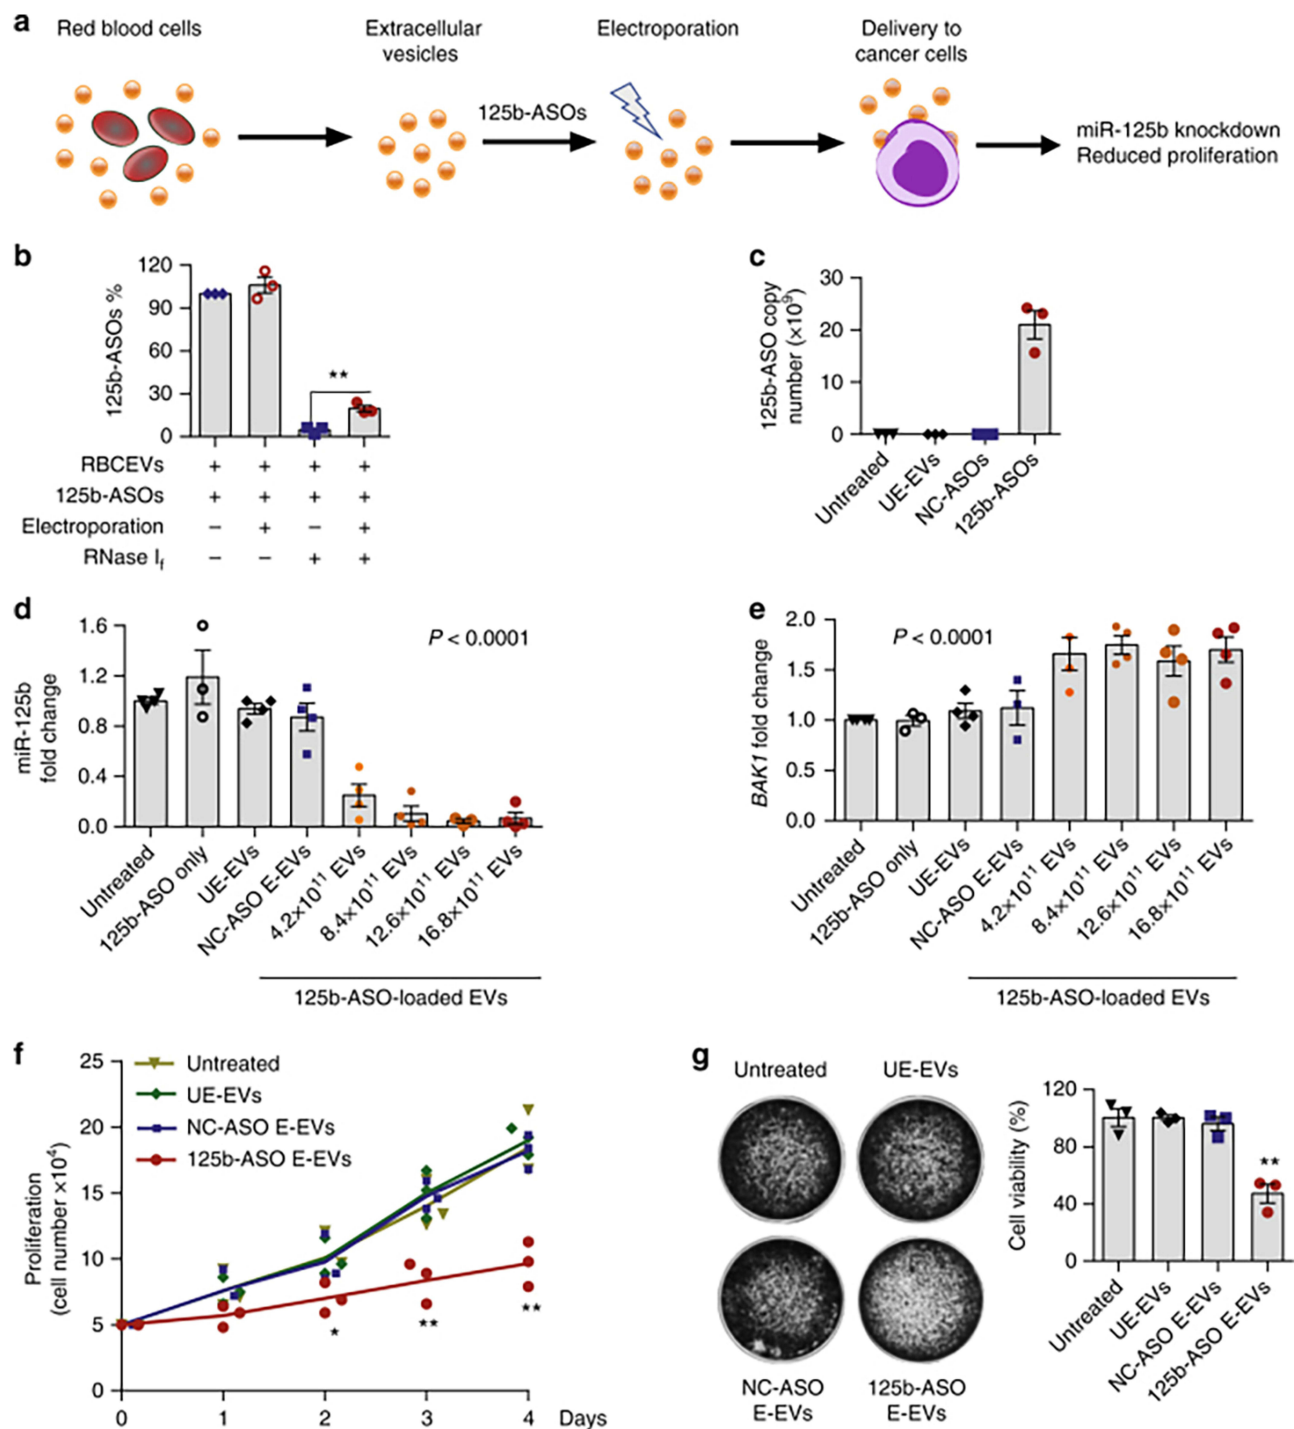 a
Red blood cells
Extracellular
vesicles
Electroporation
Delivery to
cancer cells
125b-ASOs
miR-125b knockdown
Reduced proliferation
b
125b-ASOs %
120
90
60
30
0
**
RBCEVs + + + +
125b-ASOs + + + +
Electroporation − + − +
RNase If − − + +
c
125b-ASO copy
number (×10⁹)
30
20
10
0
Untreated
UE-EVs
NC-ASOs
125b-ASOs
d
miR-125b
fold change
1.6
1.2
0.8
0.4
0.0
P < 0.0001
Untreated
125b-ASO only
UE-EVs
NC-ASO E-EVs
4.2×10¹¹ EVs
8.4×10¹¹ EVs
12.6×10¹¹ EVs
16.8×10¹¹ EVs
125b-ASO-loaded EVs
e
BAK1 fold change
2.0
1.5
1.0
0.5
0.0
P < 0.0001
Untreated
125b-ASO only
UE-EVs
NC-ASO E-EVs
4.2×10¹¹ EVs
8.4×10¹¹ EVs
12.6×10¹¹ EVs
16.8×10¹¹ EVs
125b-ASO-loaded EVs
f
Proliferation
(cell number ×10⁴)
25
20
15
10
5
0
Untreated
UE-EVs
NC-ASO E-EVs
125b-ASO E-EVs
*
**
**
0 1 2 3 4 Days
g
Untreated
UE-EVs
NC-ASO
E-EVs
125b-ASO
E-EVs
Cell viability (%)
120
80
40
0
**
Untreated
UE-EVs
NC-ASO E-EVs
125b-ASO E-EVs